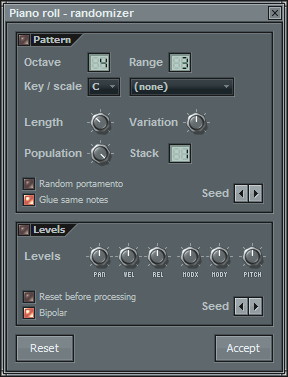 Piano roll - randomizer
Pattern
Octave 4 Range 3
Key / scale C (none)
Length Variation
Population Stack 1
Random portamento
Glue same notes
Seed
Levels
Levels
PAN VEL REL MODX MODY PITCH
Reset before processing
Bipolar
Seed
Reset Accept